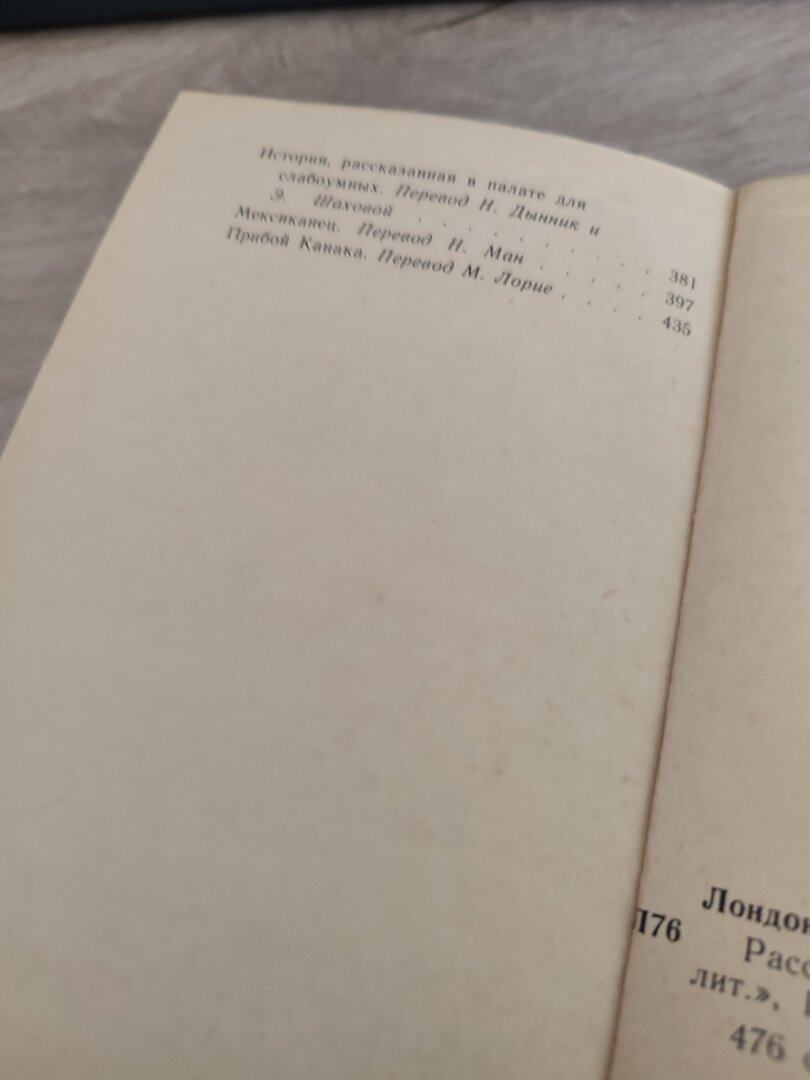 История, рассказанная в палате для
слабоумных. Перевод Н. Дынник и
Э. Шаховой . . . . . . . . . 381
Мексиканец. Перевод Н. Ман . . . . . 397
Прибой Канака. Перевод М. Лорие . . . . 435
Лондон
Л76
Расс
лит.»,
476 с